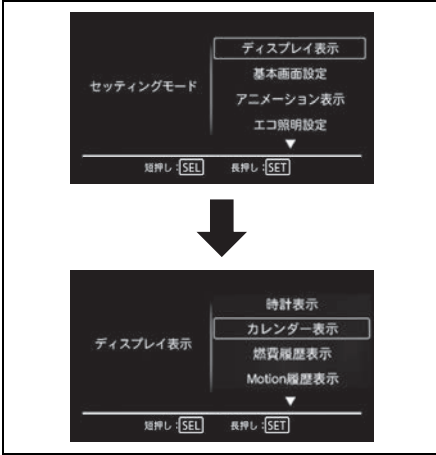 セッティングモード
ディスプレイ表示
基本画面設定
アニメーション表示
エコ照明設定
▼
短押し:SEL 長押し:SET
ディスプレイ表示
時計表示
カレンダー表示
燃費履歴表示
Motion履歴表示
▼
短押し:SEL 長押し:SET